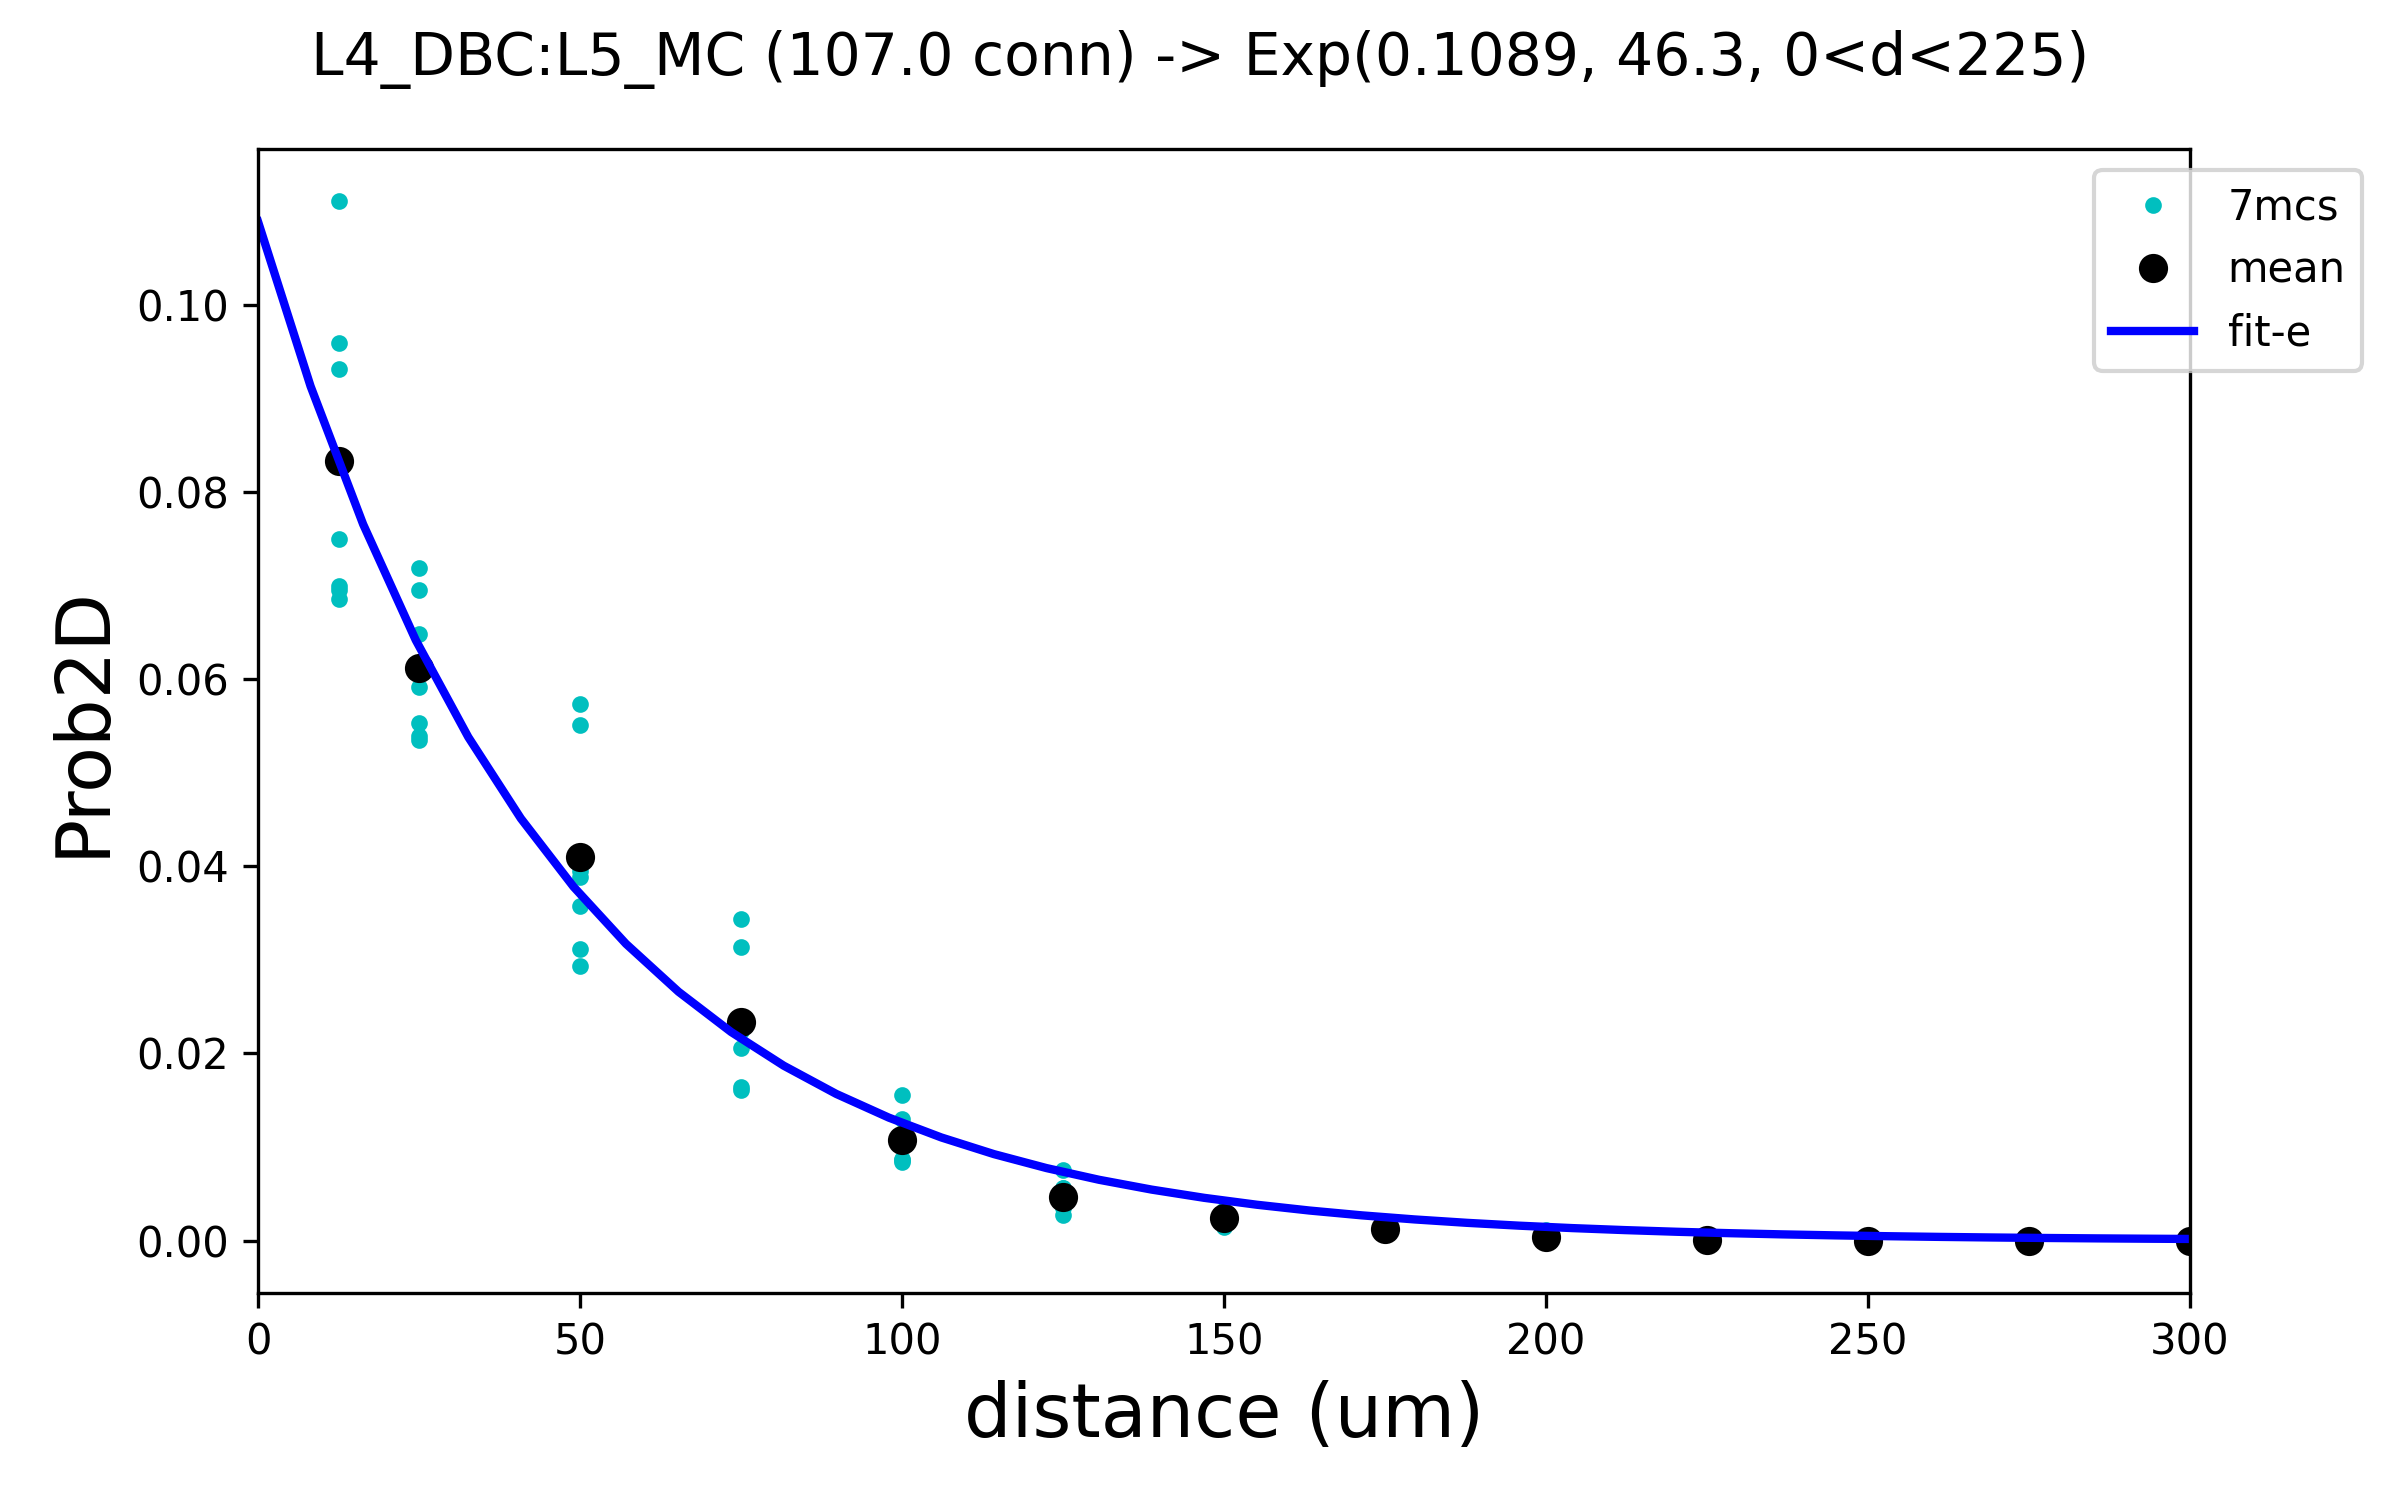 L4_DBC:L5_MC (107.0 conn) -> Exp(0.1089, 46.3, 0<d<225)
7mcs
mean
fit-e
0.10
0.08
0.06
0.04
0.02
0.00
Prob2D
0 50 100 150 200 250 300
distance (um)